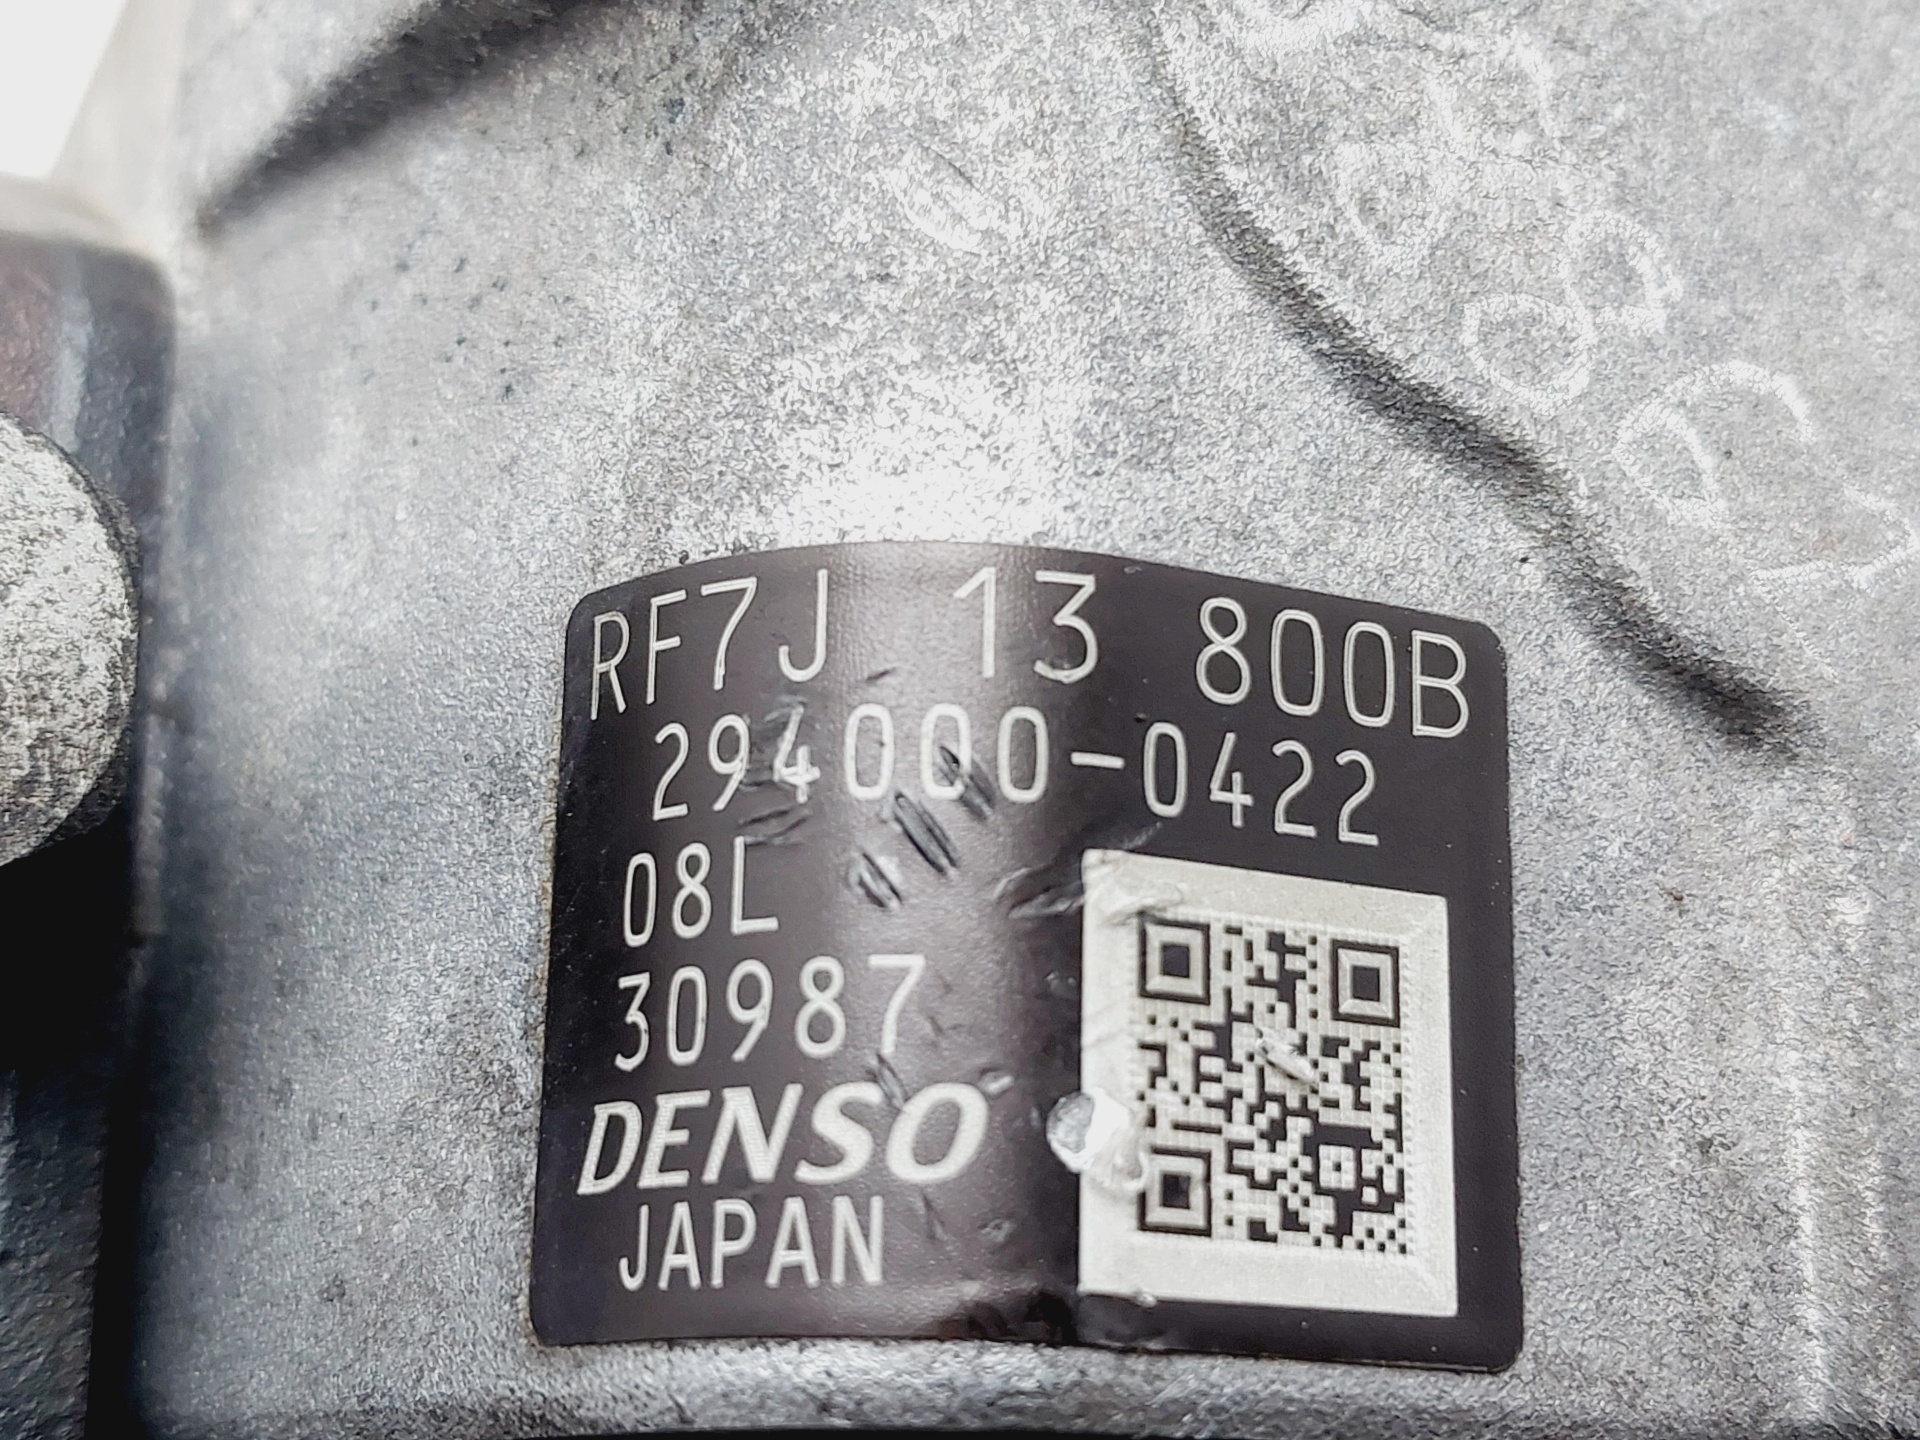 RF7J 13 800B
294000-0422
08L
30987
DENSO
JAPAN